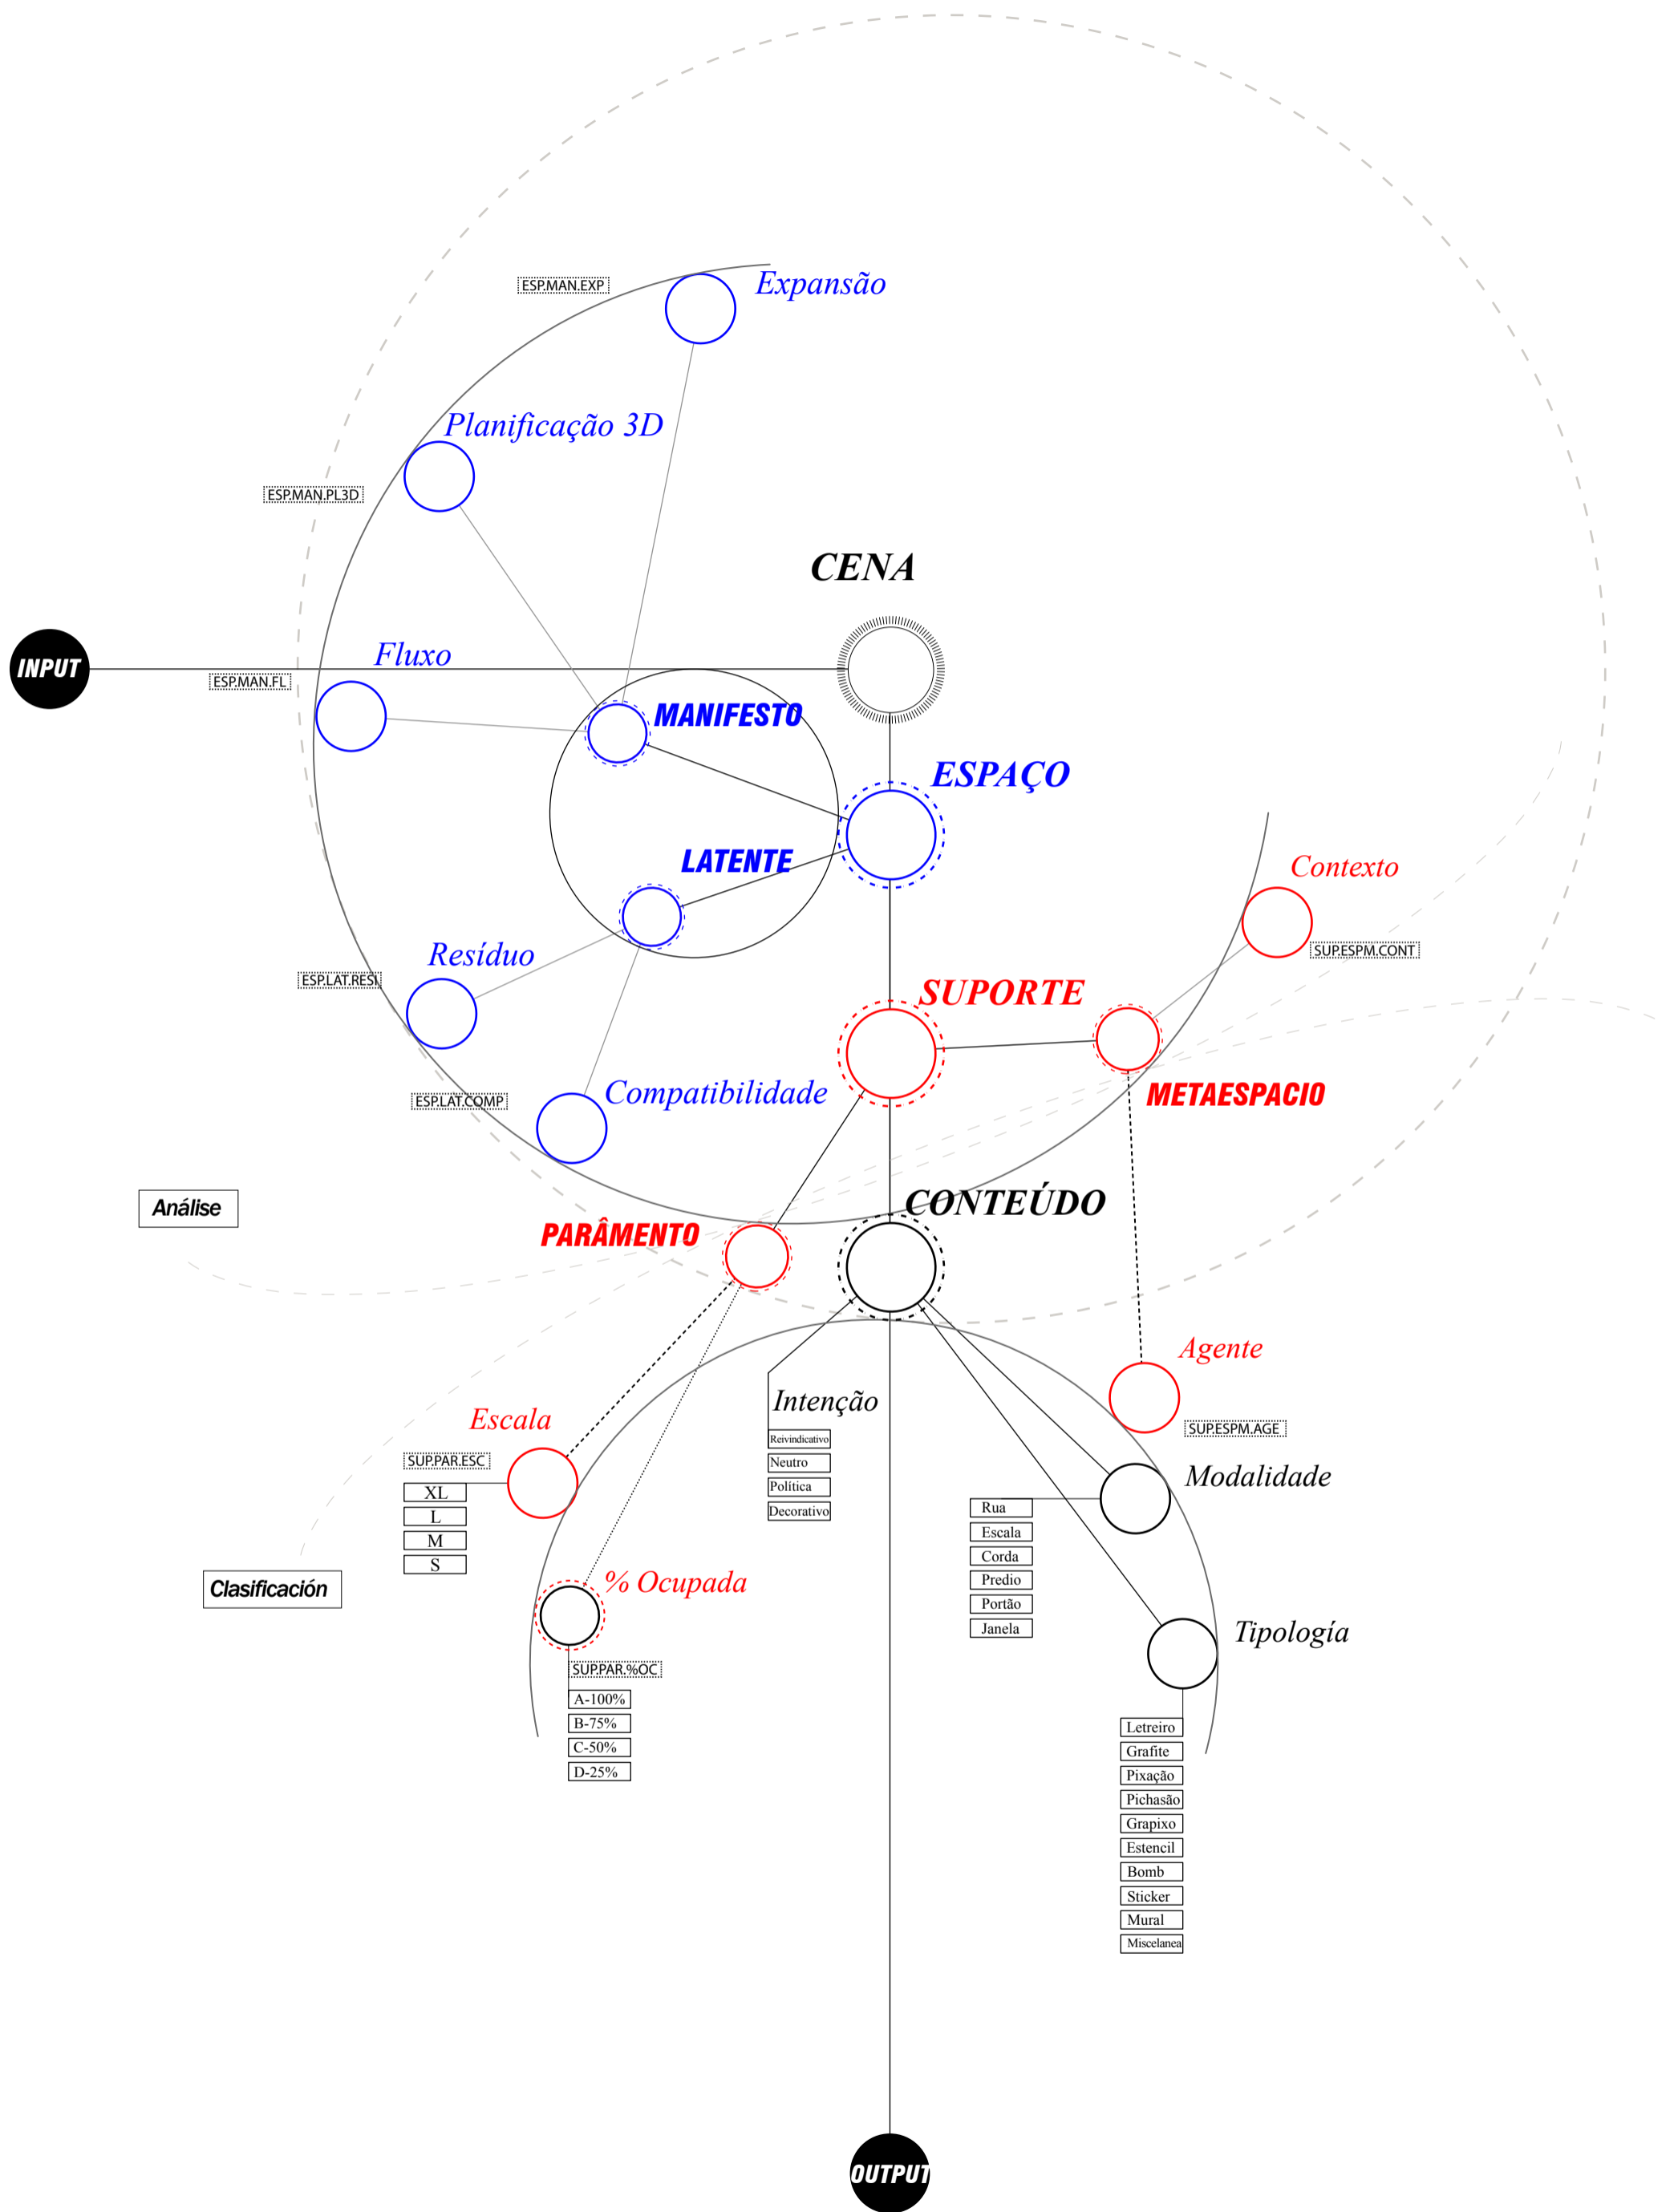 ESP.MAN.EXP
Expansão
Planificação 3D
ESP.MAN.PL3D
CENA
INPUT
Fluxo
ESP.MAN.FL
MANIFESTO
ESPAÇO
LATENTE
Contexto
SUP.ESPM.CONT
Resíduo
ESP.LAT.RESI
SUPORTE
Compatibilidade
ESP.LAT.COMP
METAESPACIO
Análise
PARÂMENTO
CONTEÚDO
Agente
SUP.ESPM.AGE
Intenção
Reivindicativo
Neutro
Política
Decorativo
Escala
SUP.PAR.ESC
XL
L
M
S
Modalidade
Rua
Escala
Corda
Predio
Portão
Janela
Clasificación
% Ocupada
SUP.PAR.%OC
A-100%
B-75%
C-50%
D-25%
Tipología
Letreiro
Grafite
Pixação
Pichasão
Grapixo
Estencil
Bomb
Sticker
Mural
Miscelanea
OUTPUT